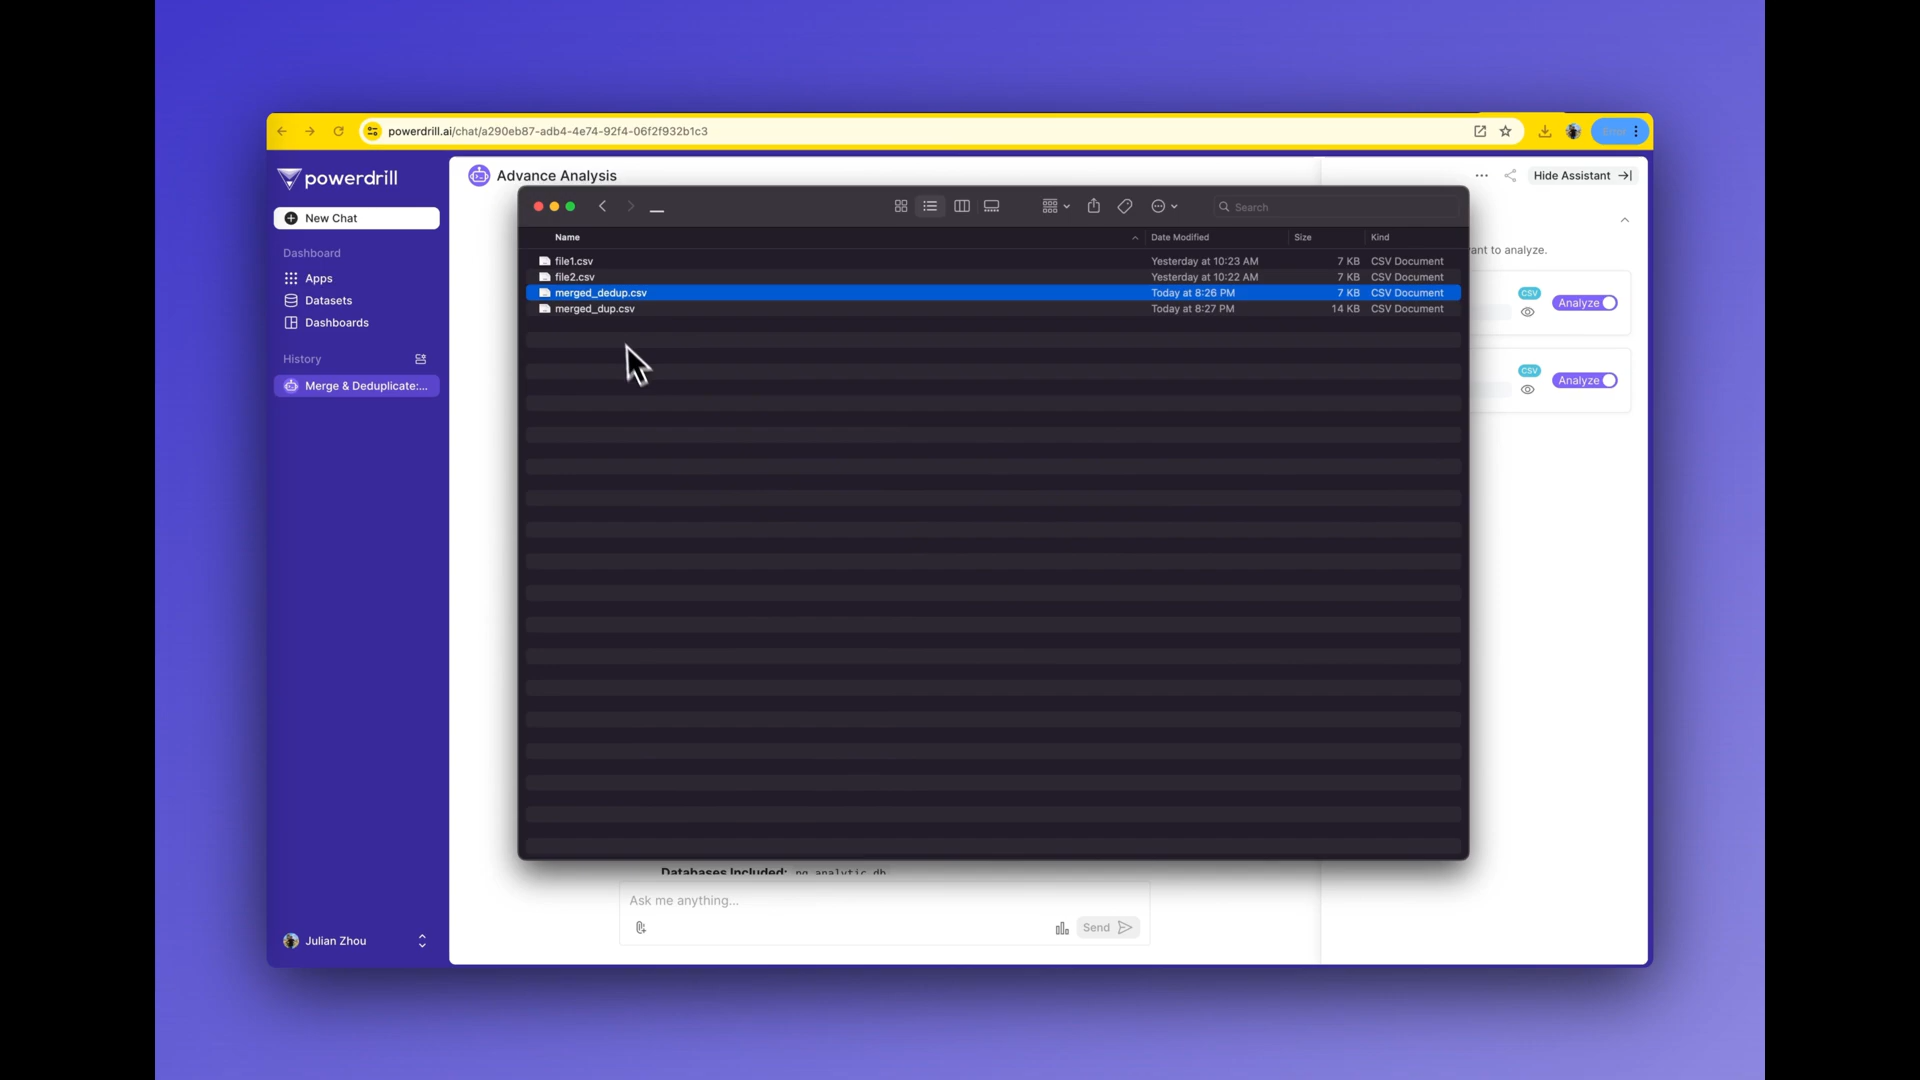 powerdrill.ai/chat/a290eb87-adb4-4e74-92f4-06f2f932b1c3
powerdrill
Advance Analysis
Hide Assistant
New Chat
Search
Dashboard
Name
Date Modified
Size
Kind
ant to analyze.
file1.csv
Yesterday at 10:23 AM
7 KB
CSV Document
Apps
file2.csv
Yesterday at 10:22 AM
7 KB
CSV Document
Datasets
merged_dedup.csv
Today at 8:26 PM
7 KB
CSV Document
CSV
Analyze
merged_dup.csv
Today at 8:27 PM
14 KB
CSV Document
Dashboards
History
CSV
Analyze
Merge & Deduplicate:...
Databases Included: pg_analytic_db
Ask me anything...
Send
Julian Zhou